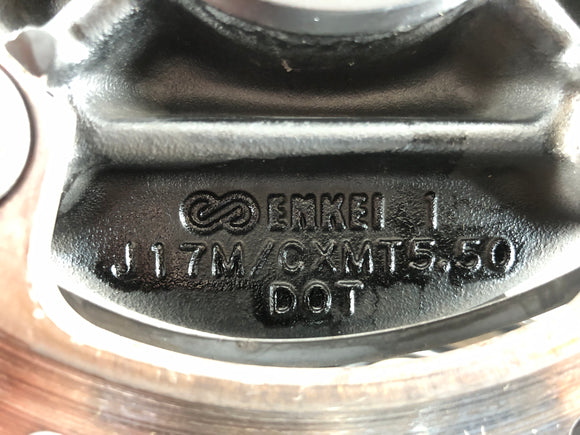 ENKEI 1
J17M/CXMT5.50
DOT